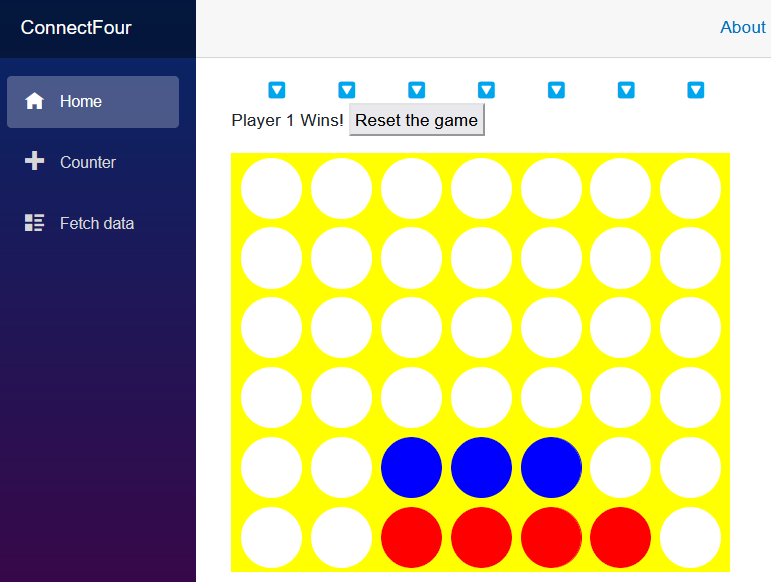 ConnectFour
About
Home
Counter
Fetch data
Player 1 Wins! Reset the game